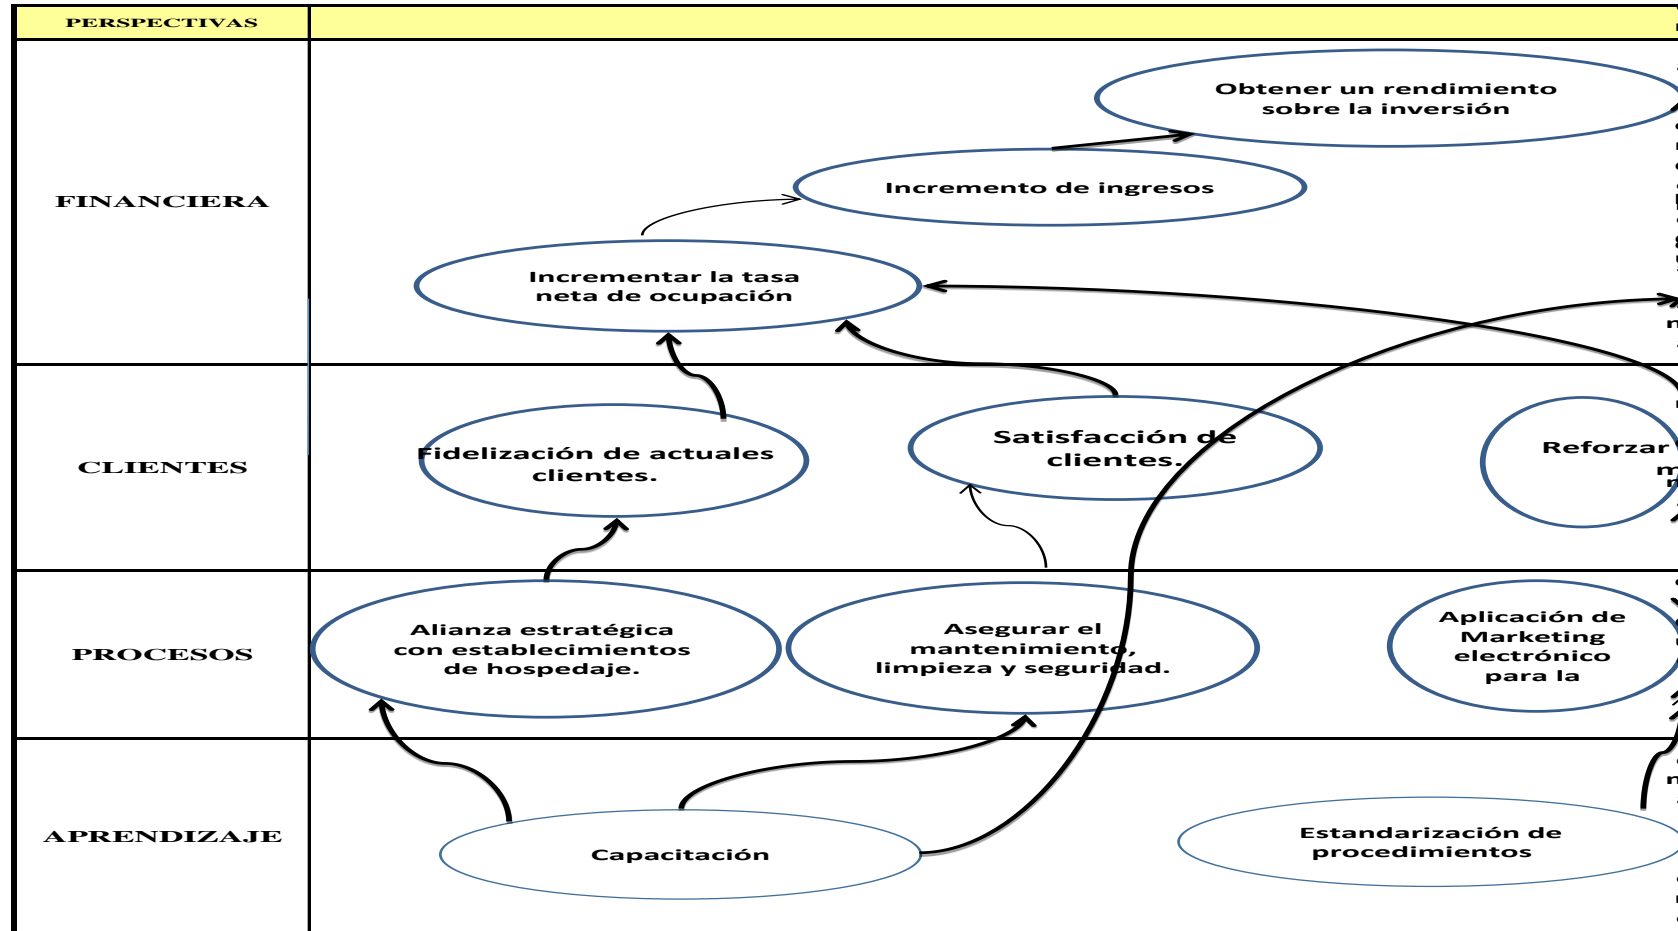 PERSPECTIVAS
FINANCIERA
Obtener un rendimiento
sobre la inversión
Incremento de ingresos
Incrementar la tasa
neta de ocupación
CLIENTES
Fidelización de actuales
clientes.
Satisfacción de
clientes.
Reforzar
PROCESOS
Alianza estratégica
con establecimientos
de hospedaje.
Asegurar el
mantenimiento,
limpieza y seguridad.
Aplicación de
Marketing
electrónico
para la
APRENDIZAJE
Capacitación
Estandarización de
procedimientos